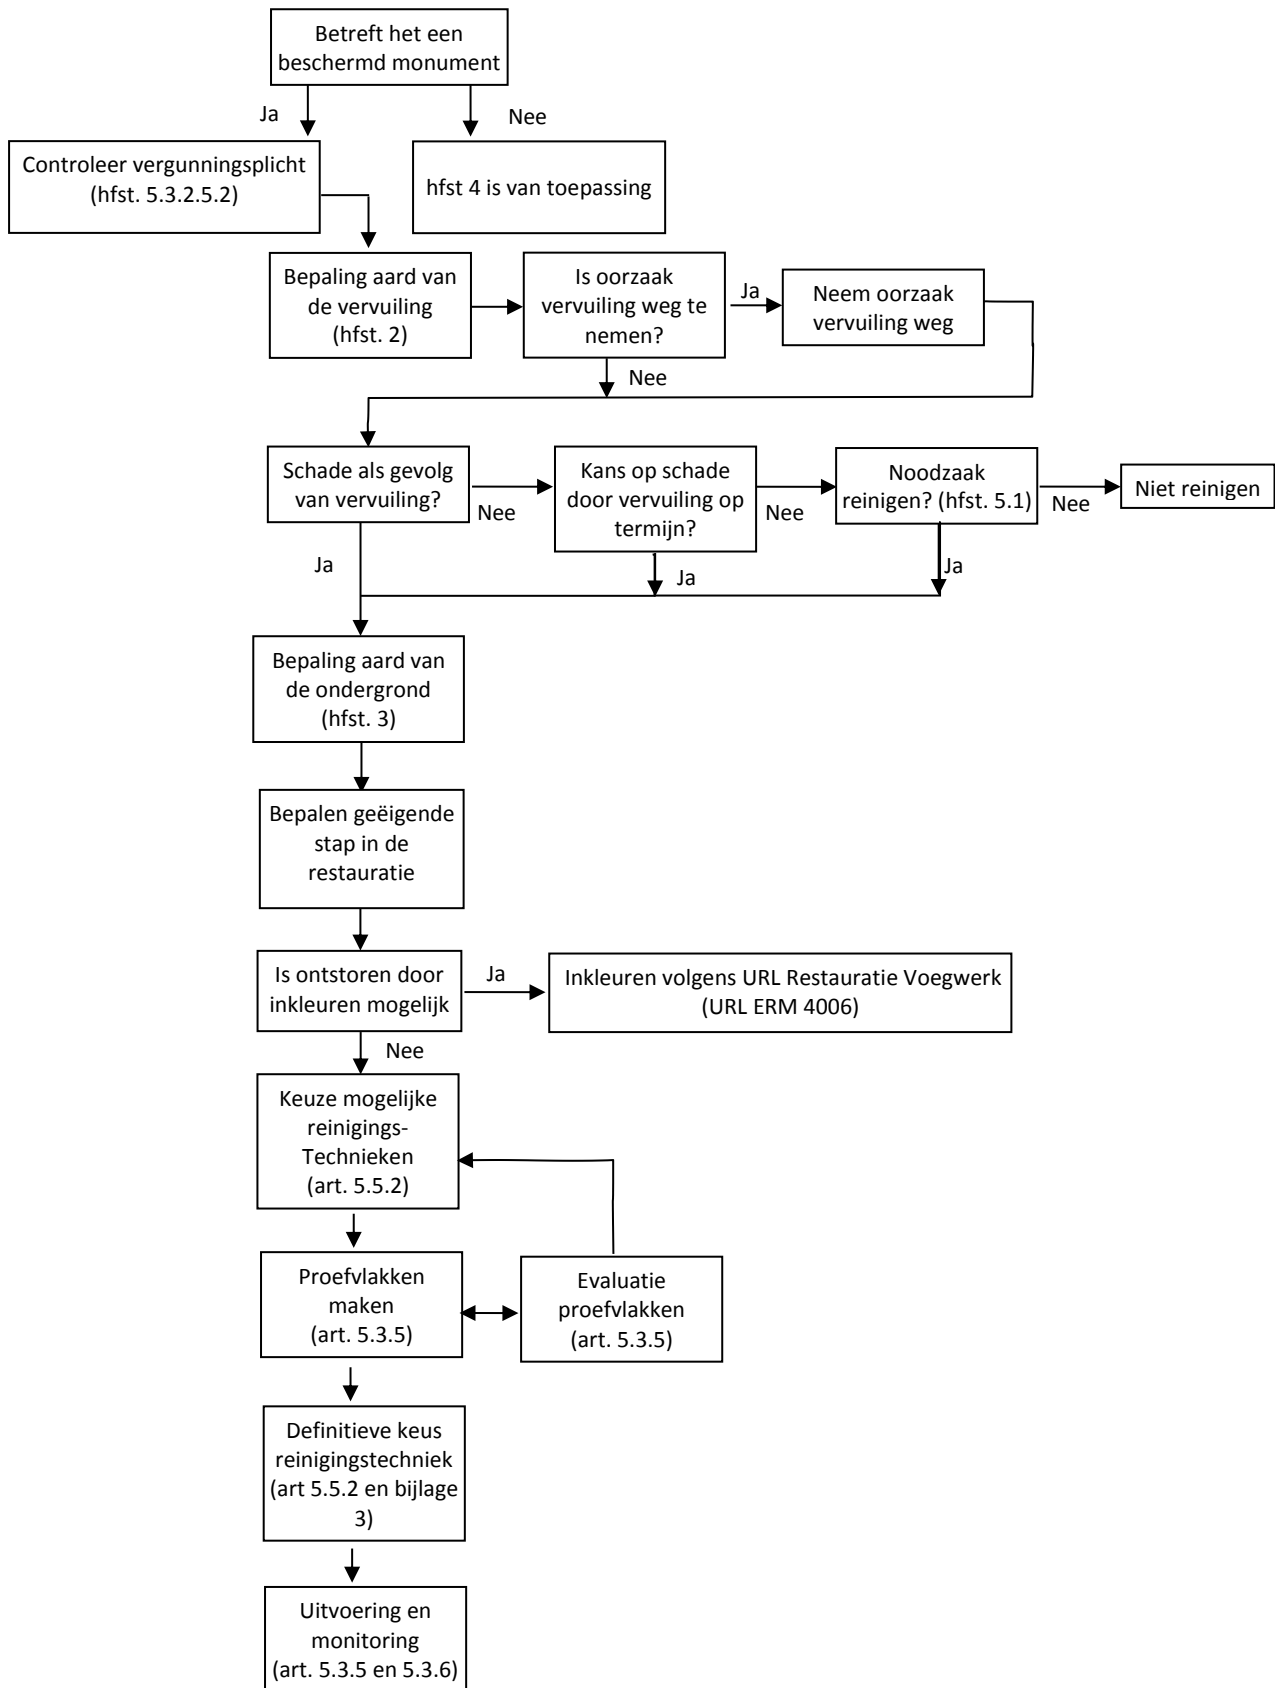 Betreft het een
beschermd monument
Ja
Nee
Controleer vergunningsplicht
(hfst. 5.3.2.5.2)
hfst 4 is van toepassing
Bepaling aard van
de vervuiling
(hfst. 2)
Is oorzaak
vervuiling weg te
nemen?
Ja
Neem oorzaak
vervuiling weg
Nee
Schade als gevolg
van vervuiling?
Nee
Kans op schade
door vervuiling op
termijn?
Nee
Noodzaak
reinigen? (hfst. 5.1)
Nee
Niet reinigen
Ja
Ja
Ja
Bepaling aard van
de ondergrond
(hfst. 3)
Bepalen geëigende
stap in de
restauratie
Is ontstoren door
inkleuren mogelijk
Ja
Inkleuren volgens URL Restauratie Voegwerk
(URL ERM 4006)
Nee
Keuze mogelijke
reinigings-
Technieken
(art. 5.5.2)
Proefvlakken
maken
(art. 5.3.5)
Evaluatie
proefvlakken
(art. 5.3.5)
Definitieve keus
reinigingstechniek
(art 5.5.2 en bijlage
3)
Uitvoering en
monitoring
(art. 5.3.5 en 5.3.6)